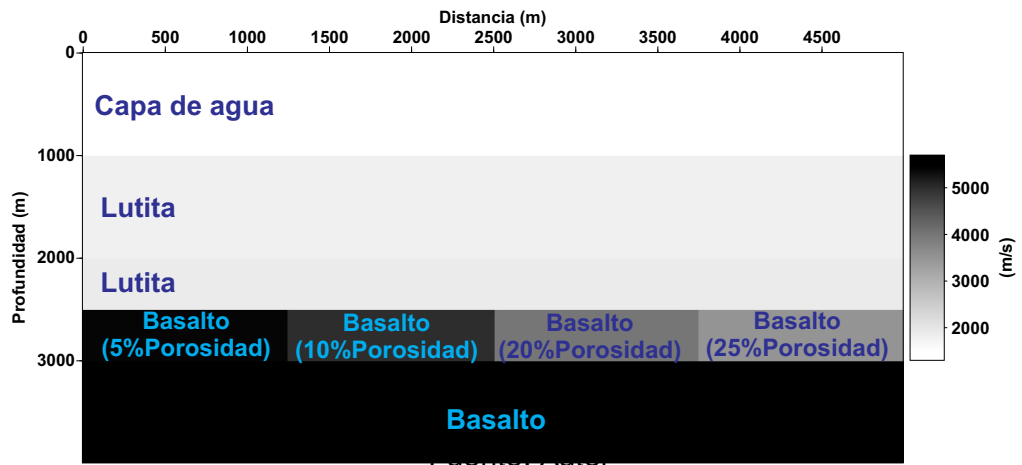 Distancia (m)
0 500 1000 1500 2000 2500 3000 3500 4000 4500
0
Capa de agua
1000
Lutita
Profundidad (m)
2000
Lutita
Basalto
(5%Porosidad)
Basalto
(10%Porosidad)
Basalto
(20%Porosidad)
Basalto
(25%Porosidad)
3000
Basalto
5000
4000
3000
2000
(m/s)